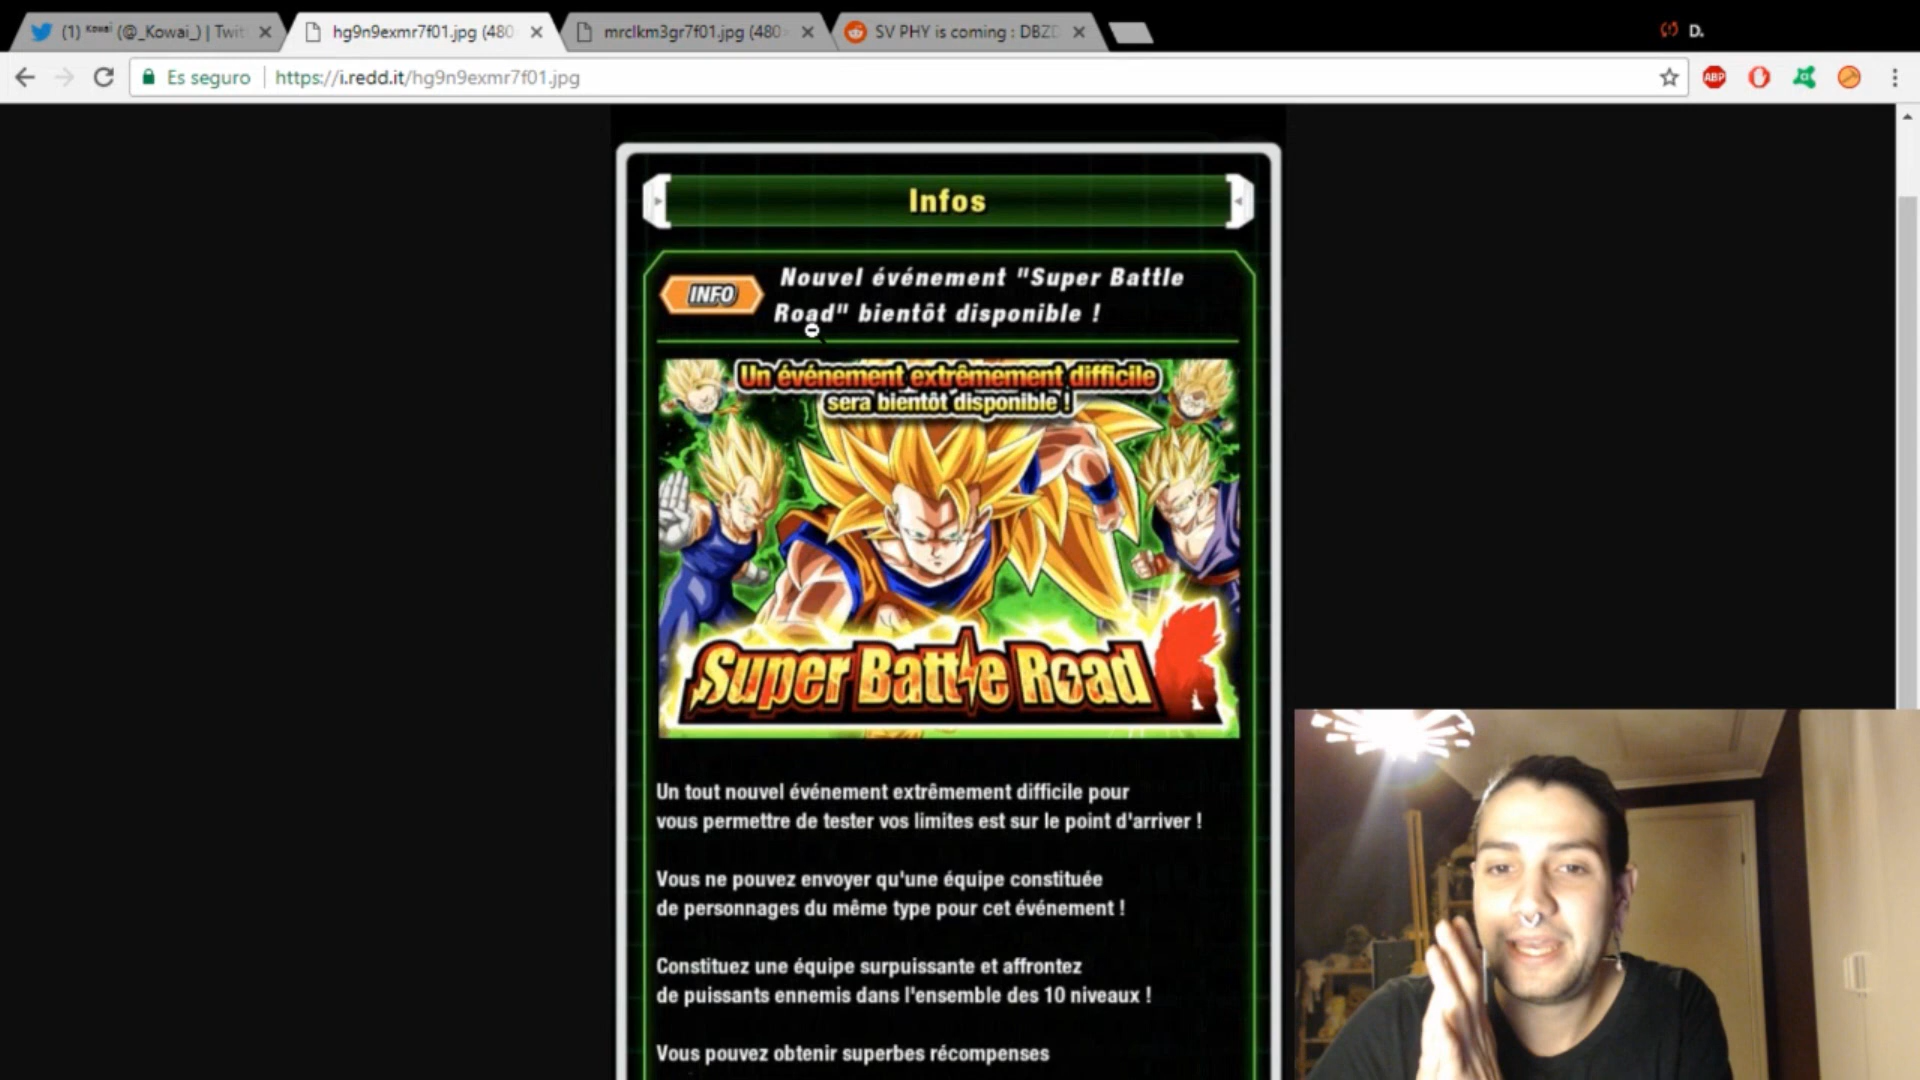 (1) ᴷᵒʷᵃⁱ (@_Kowai_) | Twit
hg9n9exmr7f01.jpg (480
mrclkm3gr7f01.jpg (480×
SV PHY is coming : DBZD
D.
Es seguro
https://i.redd.it/hg9n9exmr7f01.jpg
ABP
Infos
INFO
Nouvel événement "Super Battle
Road" bientôt disponible !
Un événement extrêmement difficile
sera bientôt disponible !
Super Battle Road
Un tout nouvel événement extrêmement difficile pour
vous permettre de tester vos limites est sur le point d'arriver !
Vous ne pouvez envoyer qu'une équipe constituée
de personnages du même type pour cet événement !
Constituez une équipe surpuissante et affrontez
de puissants ennemis dans l'ensemble des 10 niveaux !
Vous pouvez obtenir superbes récompenses